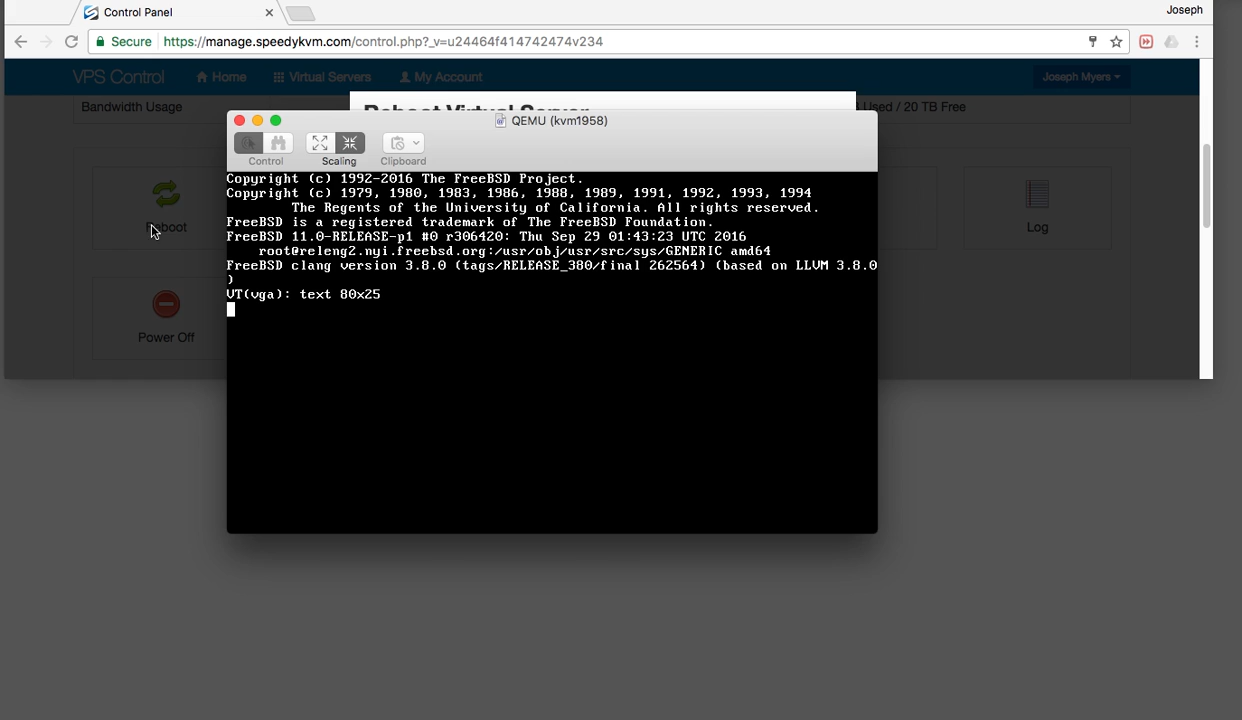 Control Panel
Joseph
Secure https://manage.speedykvm.com/control.php?_v=u24464f414742474v234
VPS Control Home Virtual Servers My Account Joseph Myers
Bandwidth Usage
Used / 20 TB Free
Reboot Virtual Server
QEMU (kvm1958)
Control Scaling Clipboard
Copyright (c) 1992-2016 The FreeBSD Project.
Copyright (c) 1979, 1980, 1983, 1986, 1988, 1989, 1991, 1992, 1993, 1994
The Regents of the University of California. All rights reserved.
FreeBSD is a registered trademark of The FreeBSD Foundation.
FreeBSD 11.0-RELEASE-p1 #0 r306420: Thu Sep 29 01:43:23 UTC 2016
root@releng2.nyi.freebsd.org:/usr/obj/usr/src/sys/GENERIC amd64
FreeBSD clang version 3.8.0 (tags/RELEASE_380/final 262564) (based on LLVM 3.8.0
)
VT(vga): text 80x25
Reboot
Log
Power Off